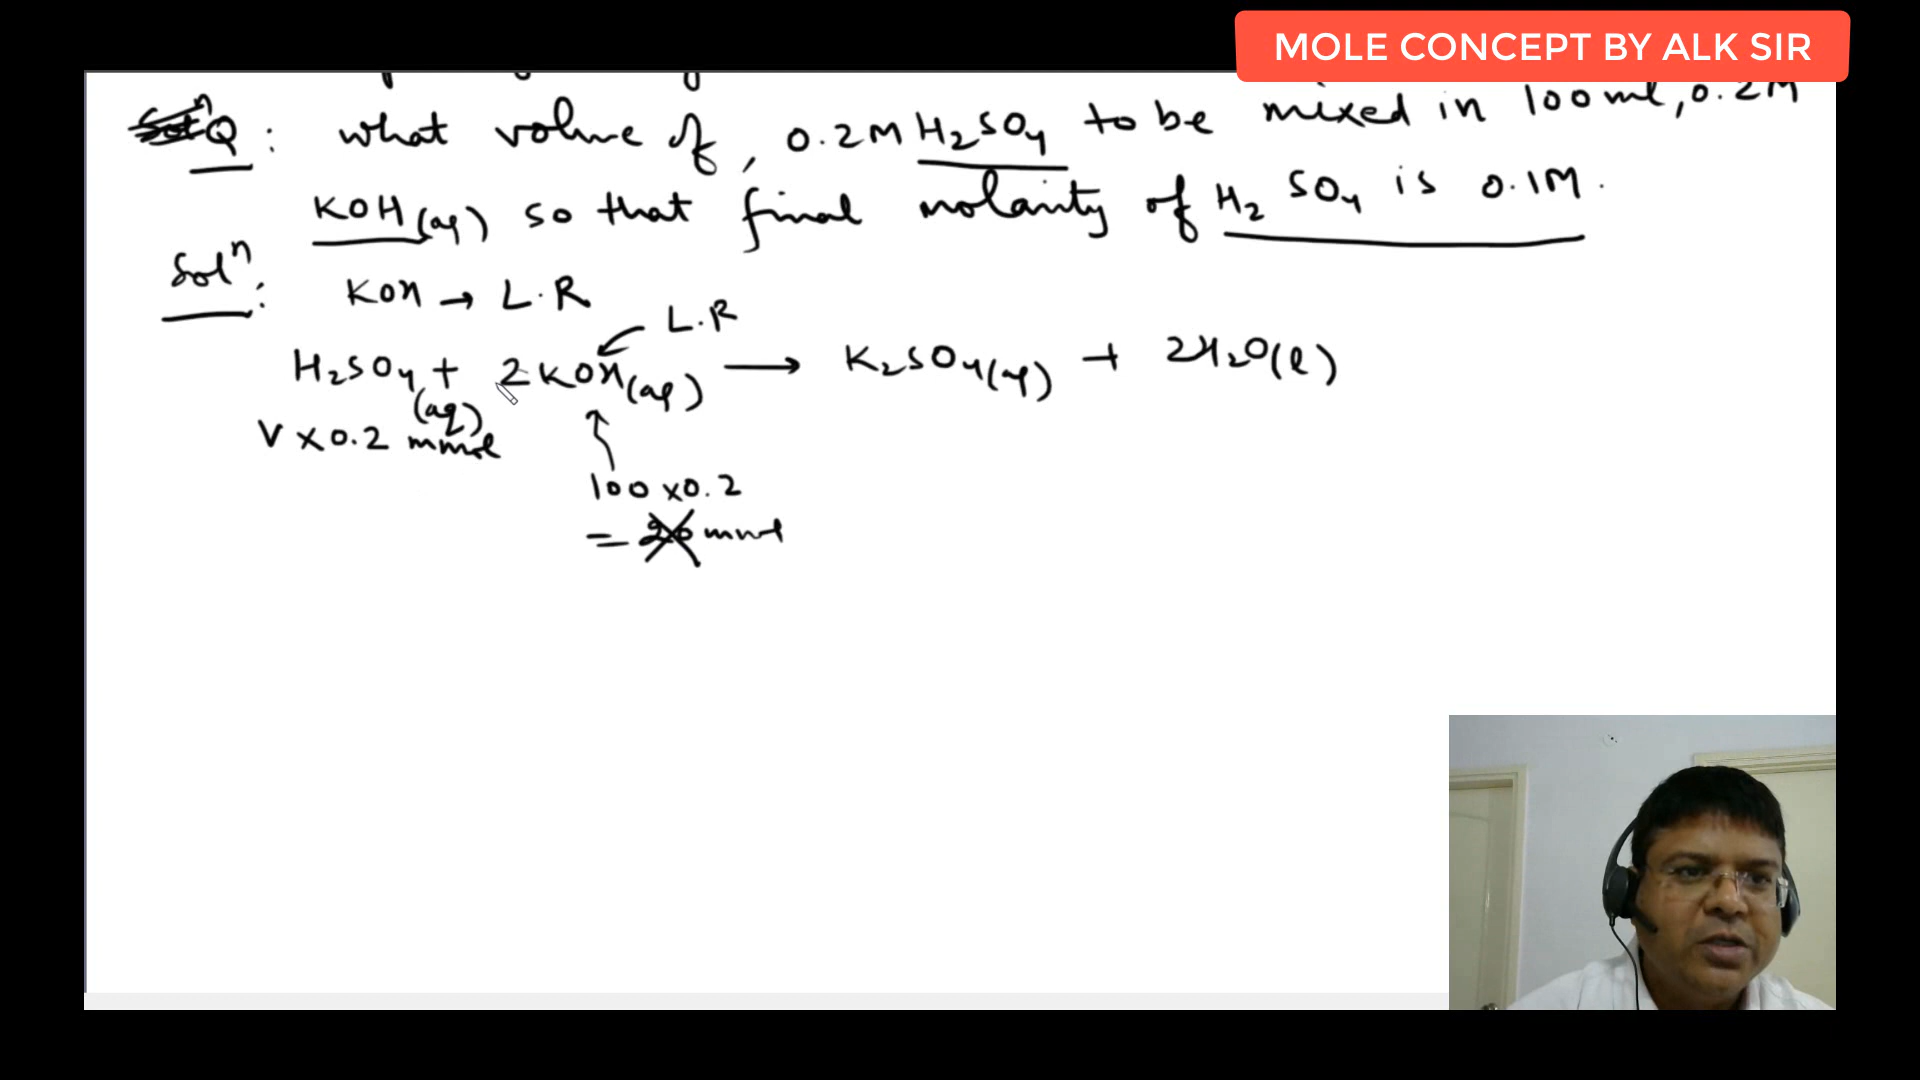 MOLE CONCEPT BY ALK SIR
Q: what volume of, 0.2M H₂SO₄ to be mixed in 100 ml, 0.2M
KOH(aq) so that final molarity of H₂SO₄ is 0.1M.
Solⁿ: KOH → L.R
L.R
H₂SO₄(aq) + 2KOH(aq) → K₂SO₄(aq) + 2H₂O(l)
V×0.2 mmol
100×0.2
= 20 mmol